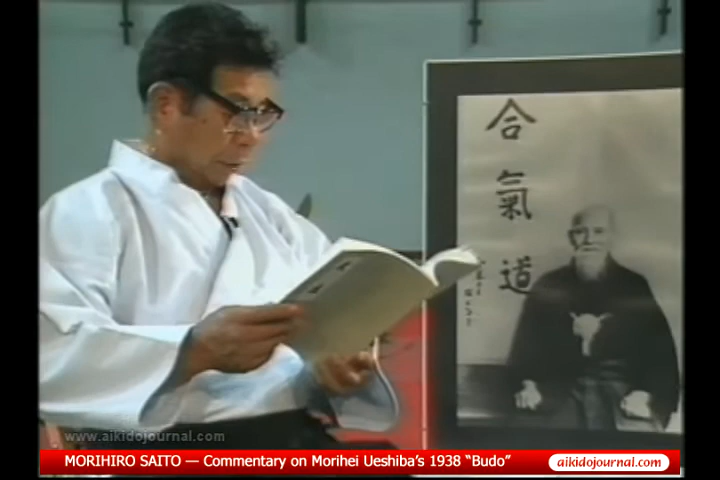 合
氣
道
www.aikidojournal.com
MORIHIRO SAITO — Commentary on Morihei Ueshiba's 1938 "Budo"
aikidojournal.com